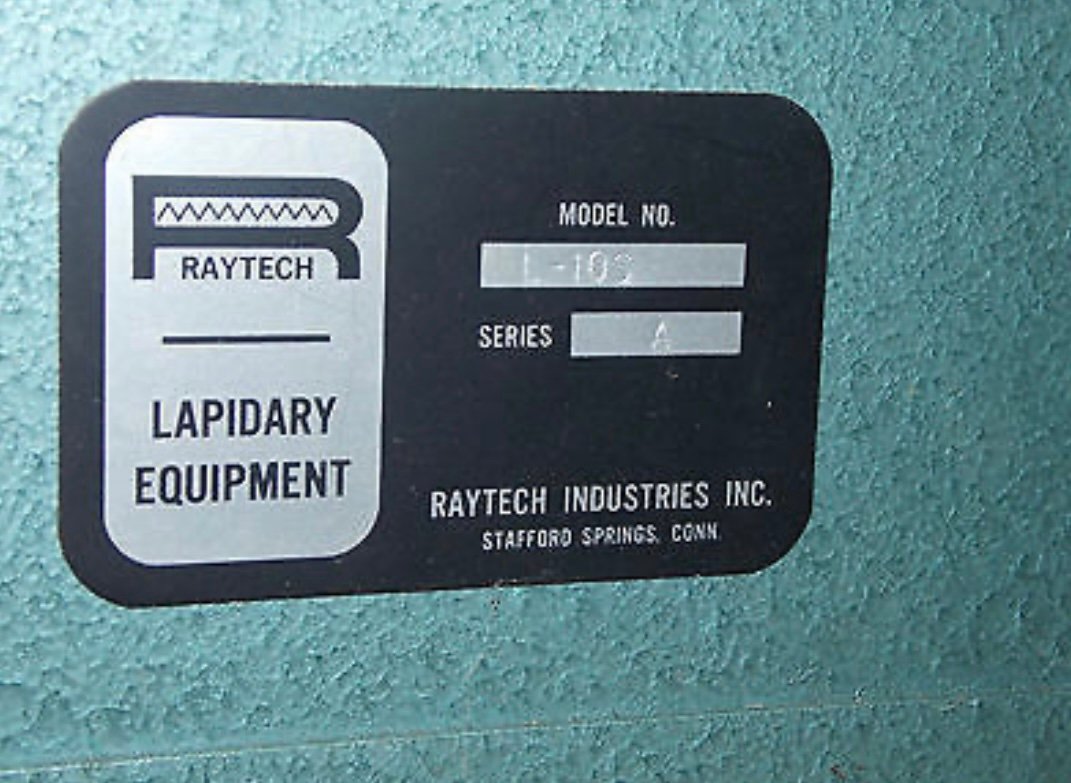 RAYTECH
LAPIDARY
EQUIPMENT
MODEL NO.
SERIES A
RAYTECH INDUSTRIES INC.
STAFFORD SPRINGS, CONN.